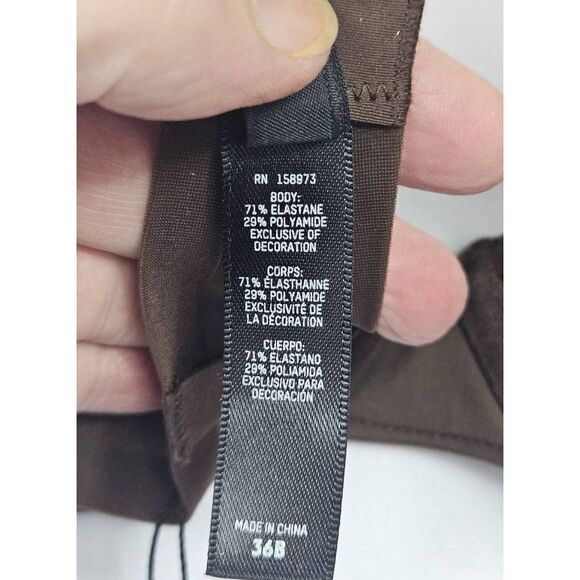 RN 158973
BODY:
71% ELASTANE
29% POLYAMIDE
EXCLUSIVE OF
DECORATION
CORPS:
71% ÉLASTHANNE
29% POLYAMIDE
EXCLUSIVITÉ DE
LA DÉCORATION
CUERPO:
71% ELASTANO
29% POLIAMIDA
EXCLUSIVO PARA
DECORACIÓN
MADE IN CHINA
36B